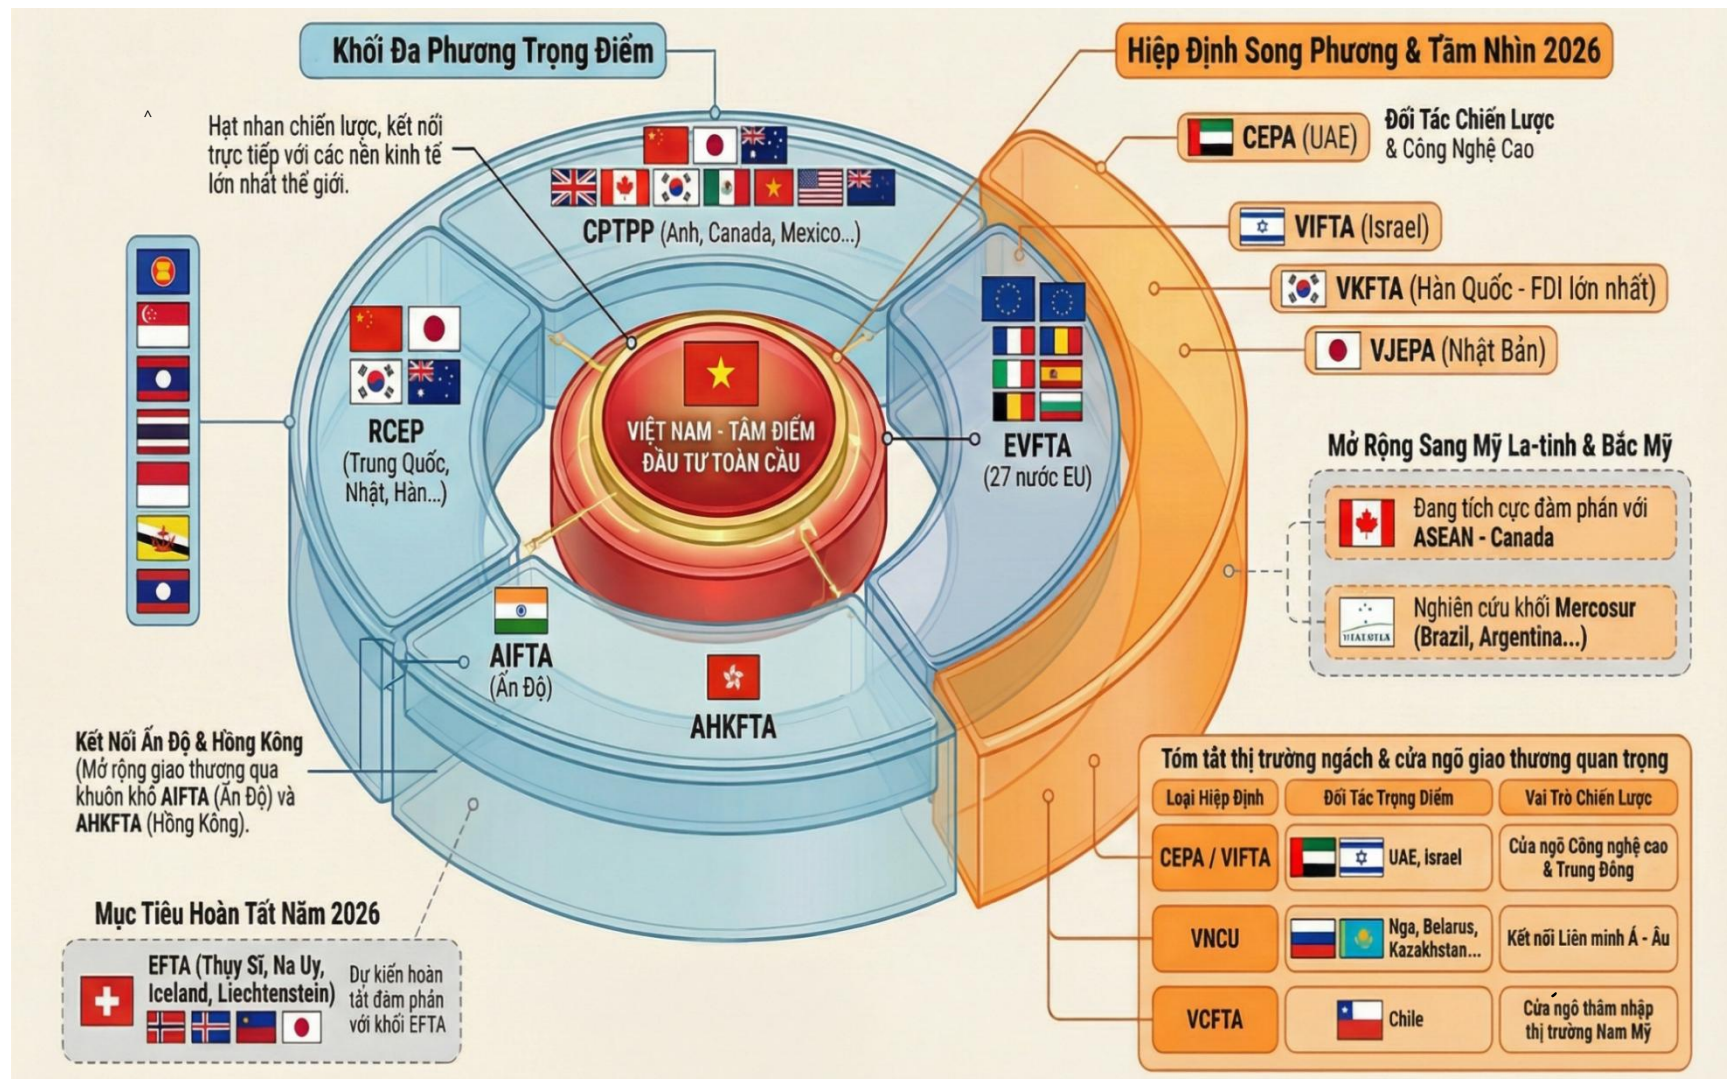 Khối Đa Phương Trọng Điểm
Hiệp Định Song Phương & Tầm Nhìn 2026
^
Hạt nhan chiến lược, kết nối
trực tiếp với các nền kinh tế
lớn nhất thế giới.
CPTPP (Anh, Canada, Mexico...)
CEPA (UAE)
Đối Tác Chiến Lược
& Công Nghệ Cao
VIFTA (Israel)
VKFTA (Hàn Quốc - FDI lớn nhất)
VJEPA (Nhật Bản)
RCEP
(Trung Quốc,
Nhật, Hàn...)
VIỆT NAM - TÂM ĐIỂM
ĐẦU TƯ TOÀN CẦU
EVFTA
(27 nước EU)
Mở Rộng Sang Mỹ La-tinh & Bắc Mỹ
Đang tích cực đàm phán với
ASEAN - Canada
Nghiên cứu khối Mercosur
(Brazil, Argentina...)
AIFTA
(Ấn Độ)
AHKFTA
Kết Nối Ấn Độ & Hồng Kông
(Mở rộng giao thương qua
khuôn khổ AIFTA (Ấn Độ) và
AHKFTA (Hồng Kông).
Mục Tiêu Hoàn Tất Năm 2026
EFTA (Thụy Sĩ, Na Uy,
Iceland, Liechtenstein)
Dự kiến hoàn
tất đàm phán
với khối EFTA
Tóm tắt thị trường ngách & cửa ngõ giao thương quan trọng
Loại Hiệp Định
Đối Tác Trọng Diểm
Vai Trò Chiến Lược
CEPA / VIFTA
UAE, israel
Cửa ngõ Công nghệ cao
& Trung Đông
VNCU
Nga, Belarus,
Kazakhstan...
Kết nối Liên minh Á - Âu
VCFTA
Chile
Cửa ngõ thâm nhập
thị trường Nam Mỹ